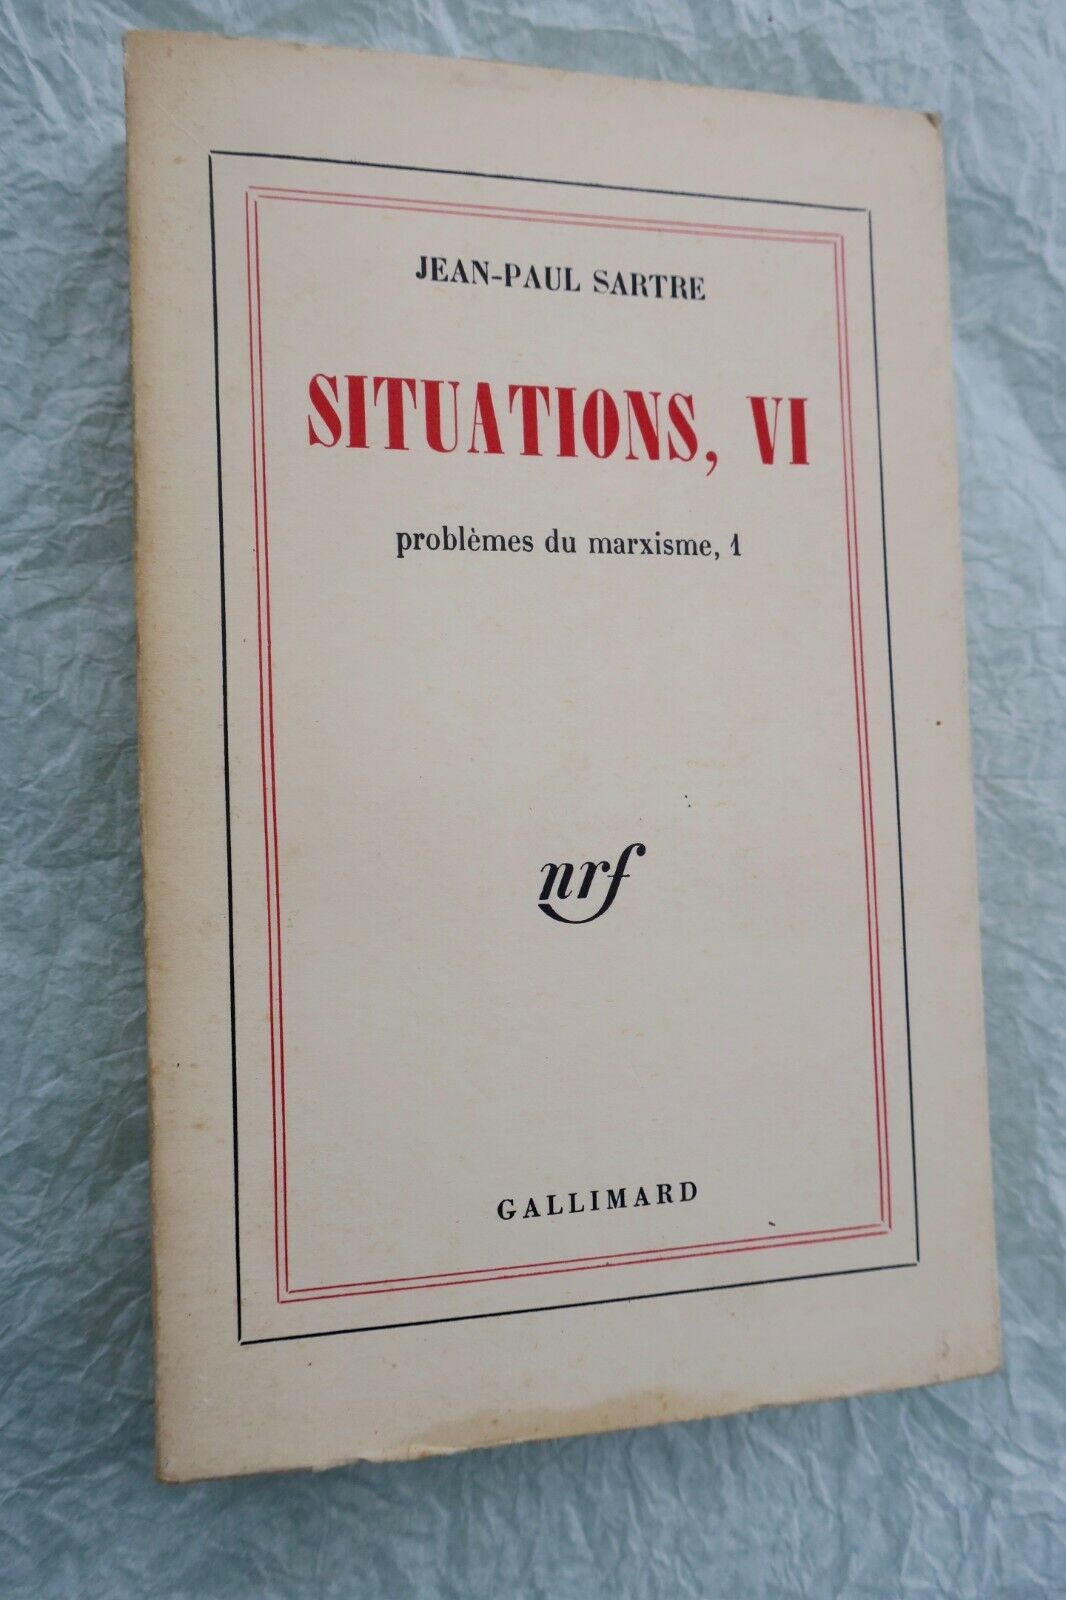 JEAN-PAUL SARTRE
SITUATIONS, VI
problèmes du marxisme, 1
nrf
GALLIMARD